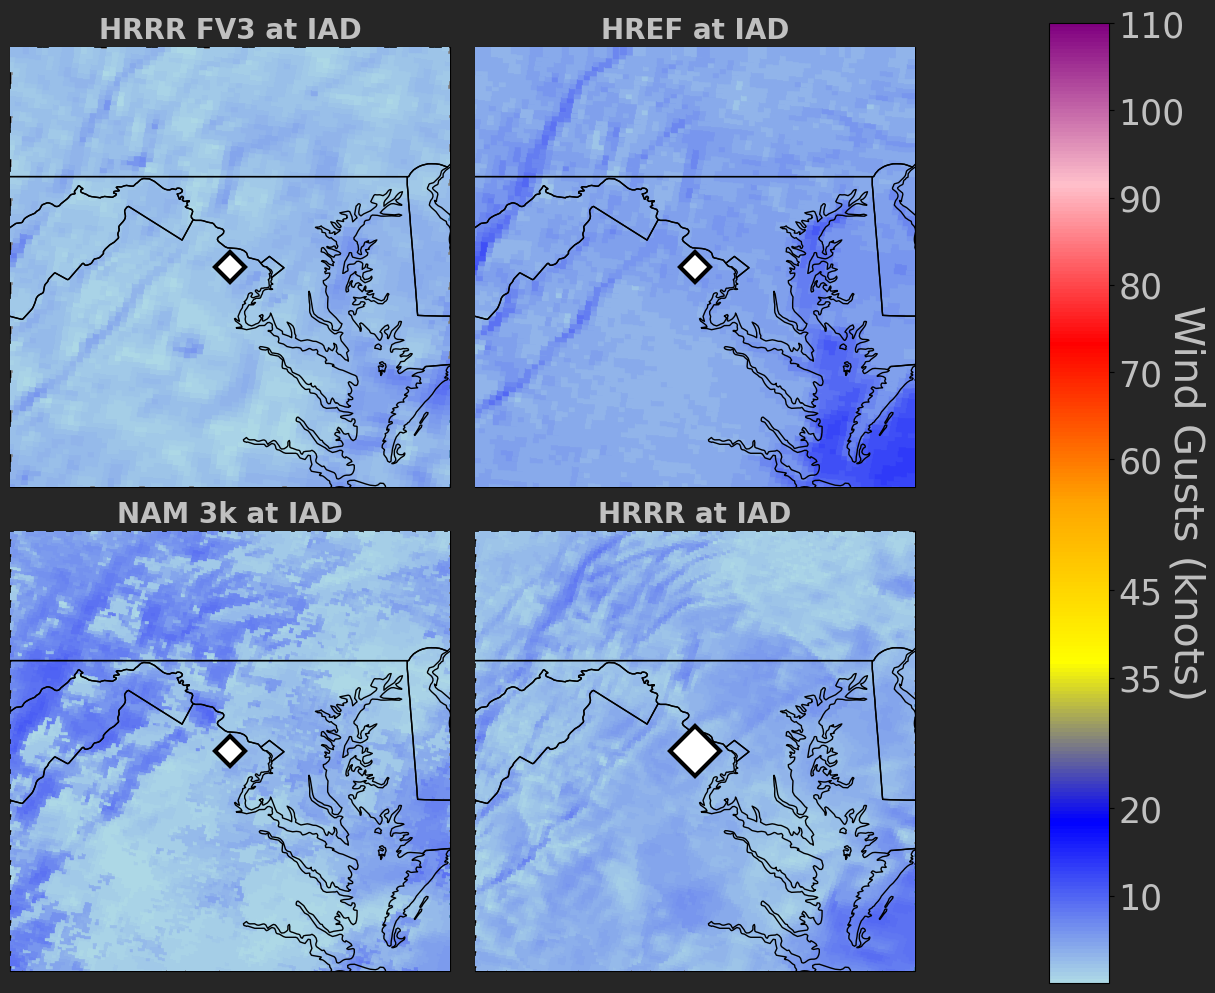 HRRR FV3 at IAD
HREF at IAD
NAM 3k at IAD
HRRR at IAD
110
100
90
80
70
60
45
35
20
10
Wind Gusts (knots)